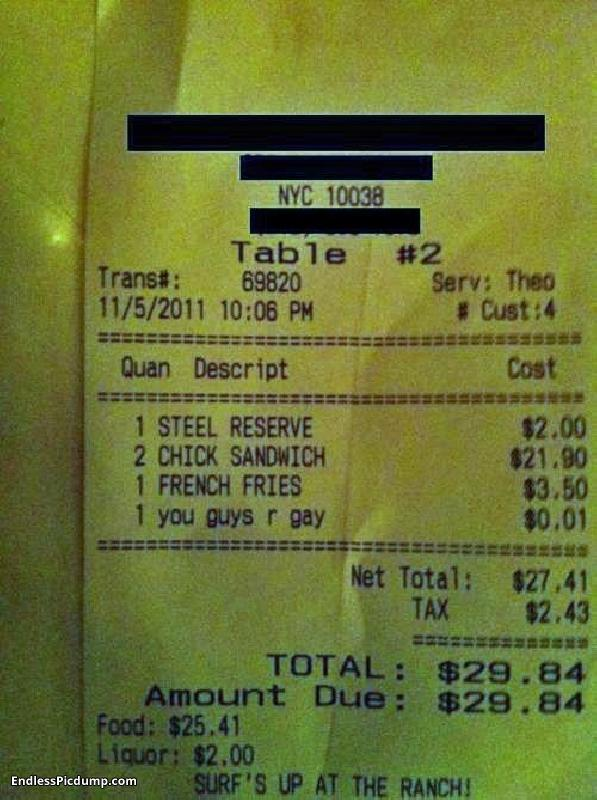 NYC 10038
Table #2
Trans#: 69820 Serv: Theo
11/5/2011 10:06 PM # Cust:4
Quan Descript Cost
1 STEEL RESERVE $2.00
2 CHICK SANDWICH $21.90
1 FRENCH FRIES $3.50
1 you guys r gay $0.01
Net Total: $27.41
TAX $2.43
TOTAL: $29.84
Amount Due: $29.84
Food: $25.41
Liquor: $2.00
SURF'S UP AT THE RANCH!
EndlessPicdump.com